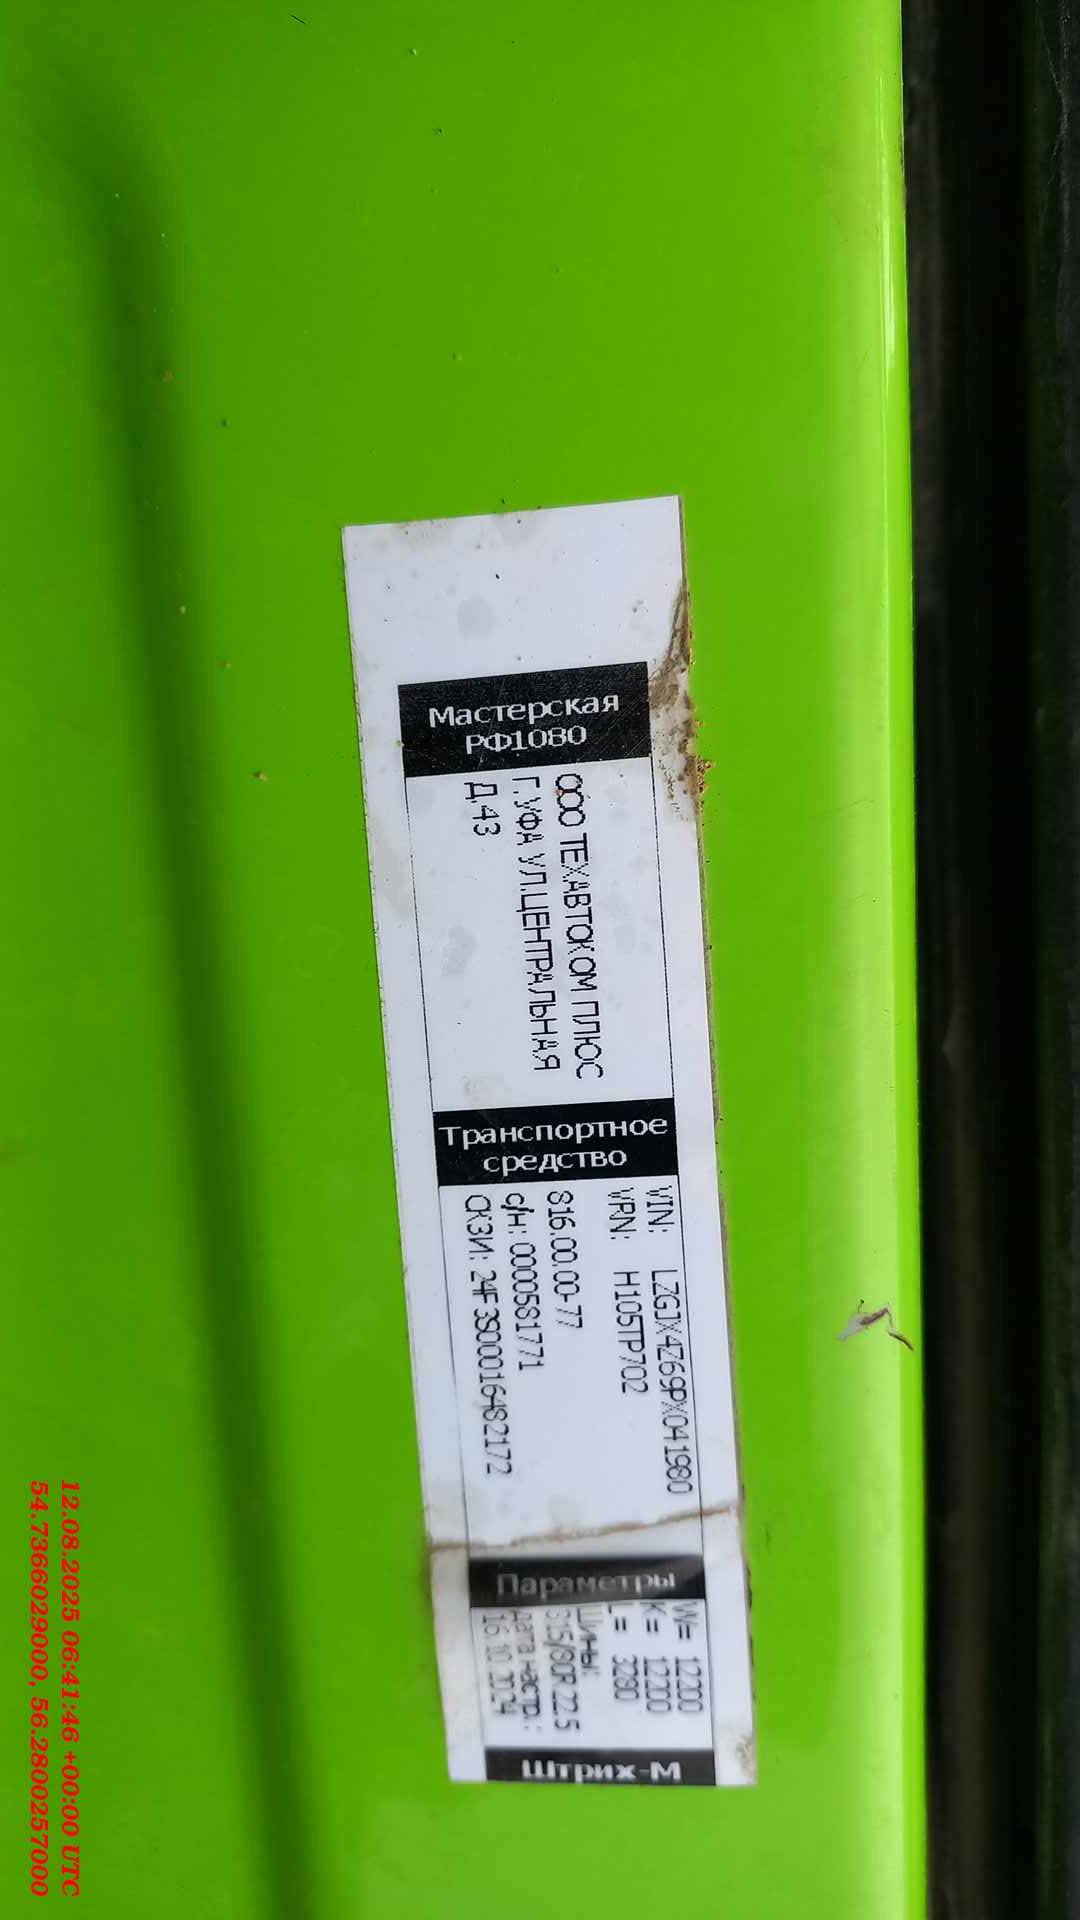 Мастерская
РФ1080
ООО ТЕХАВТОКОМ ПЛЮС
Г.УФА УЛ.ЦЕНТРАЛЬНАЯ
Д.43
Транспортное
средство
VIN: LZGJX4Z69PX041980
VRN: Н105ТР702
816.00.00-77
с/н: 0000581771
СКЗИ: 24F3S00016482172
Параметры
W= 12200
K= 12200
L= 3280
Шины:
315/80R.22.5
Дата настр.:
16.10.2024
Штрих-М
12.08.2025 06:41:46 +00:00 UTC
54.7366029000, 56.2800257000